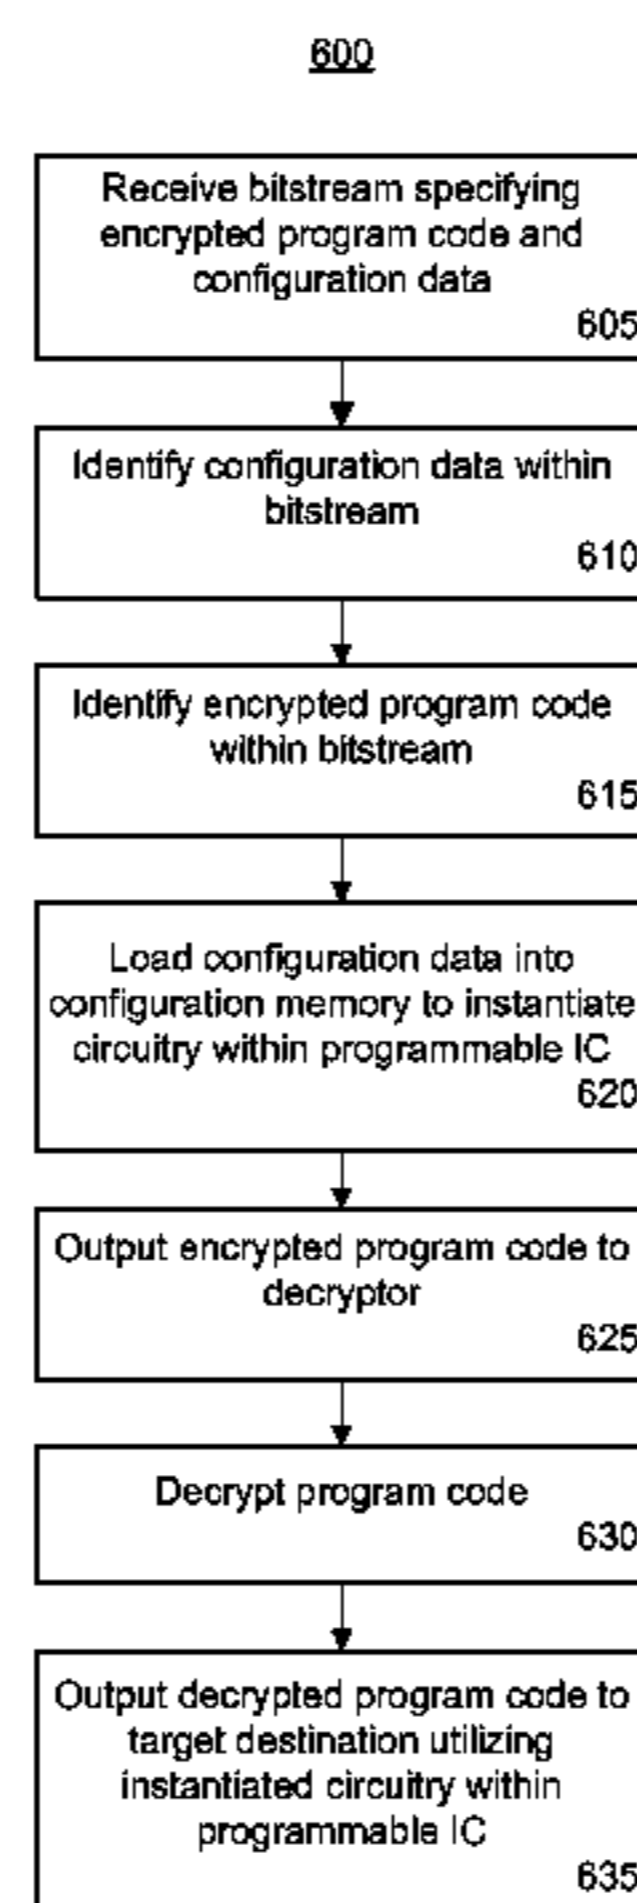 600
Receive bitstream specifying
encrypted program code and
configuration data
605
Identify configuration data within
bitstream
610
Identify encrypted program code
within bitstream
615
Load configuration data into
configuration memory to instantiate
circuitry within programmable IC
620
Output encrypted program code to
decryptor
625
Decrypt program code
630
Output decrypted program code to
target destination utilizing
instantiated circuitry within
programmable IC
635